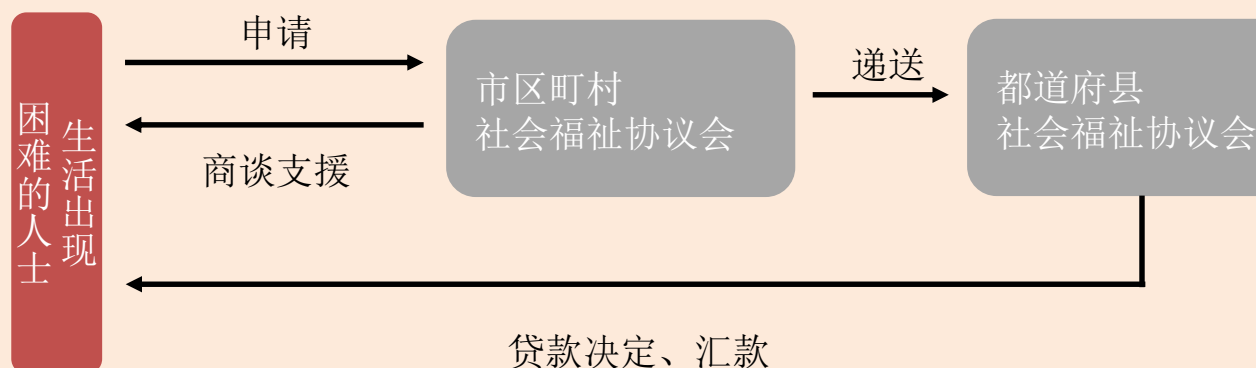 生活出现
困难的人士
申请
商谈支援
市区町村
社会福祉协议会
递送
都道府县
社会福祉协议会
贷款决定、汇款